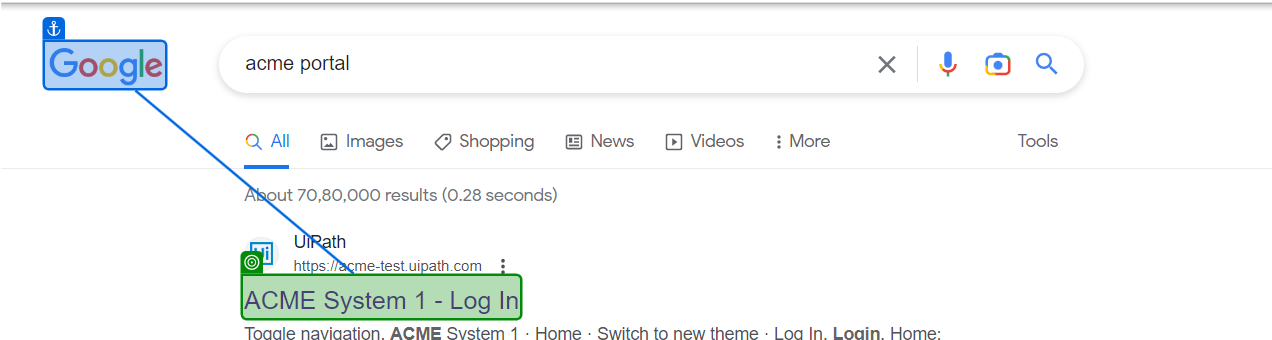 Google
acme portal
All Images Shopping News Videos More Tools
About 70,80,000 results (0.28 seconds)
Ui
UiPath
https://acme-test.uipath.com
ACME System 1 - Log In
Toggle navigation. ACME System 1 · Home · Switch to new theme · Log In. Login. Home: